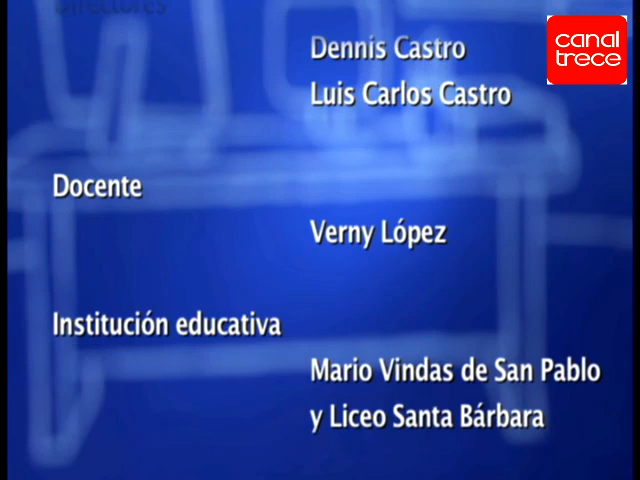 Directores
Dennis Castro
Luis Carlos Castro
canal
trece
Docente
Verny López
Institución educativa
Mario Vindas de San Pablo
y Liceo Santa Bárbara